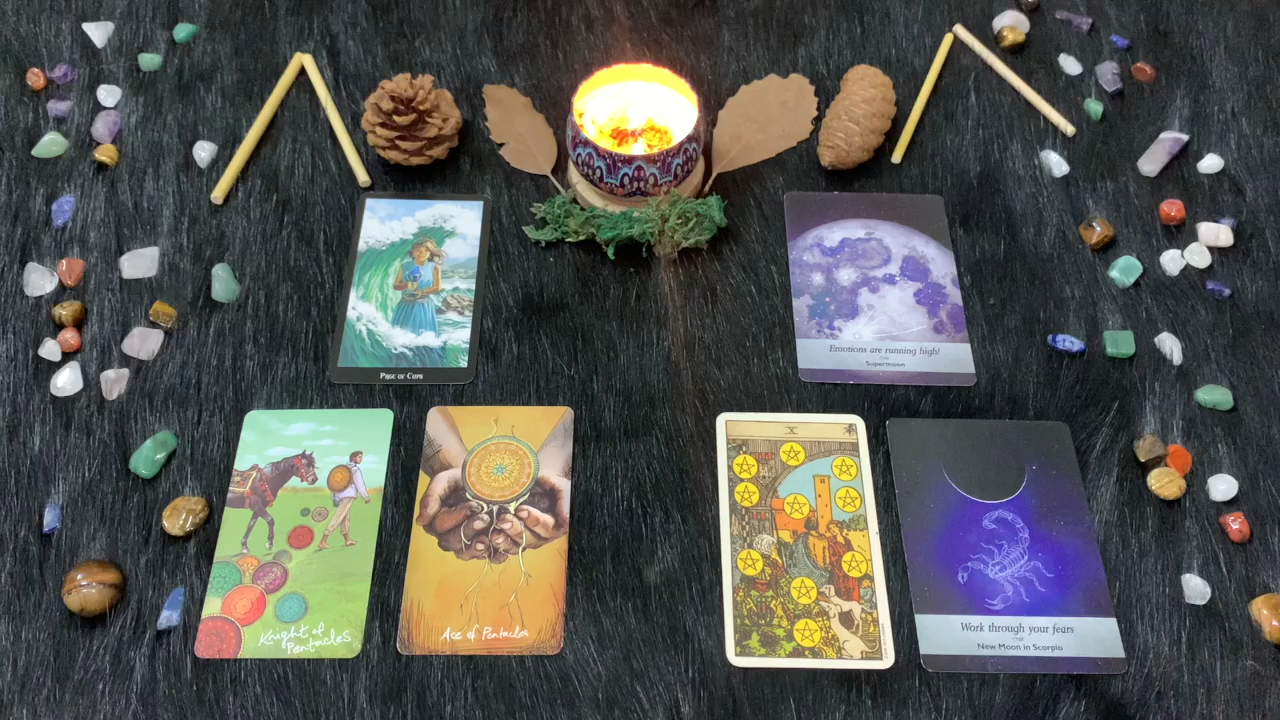 Page of Cups
Emotions are running high!
Supermoon
Knight of
Pentacles
Ace of Pentacles
X
Work through your fears
New Moon in Scorpio